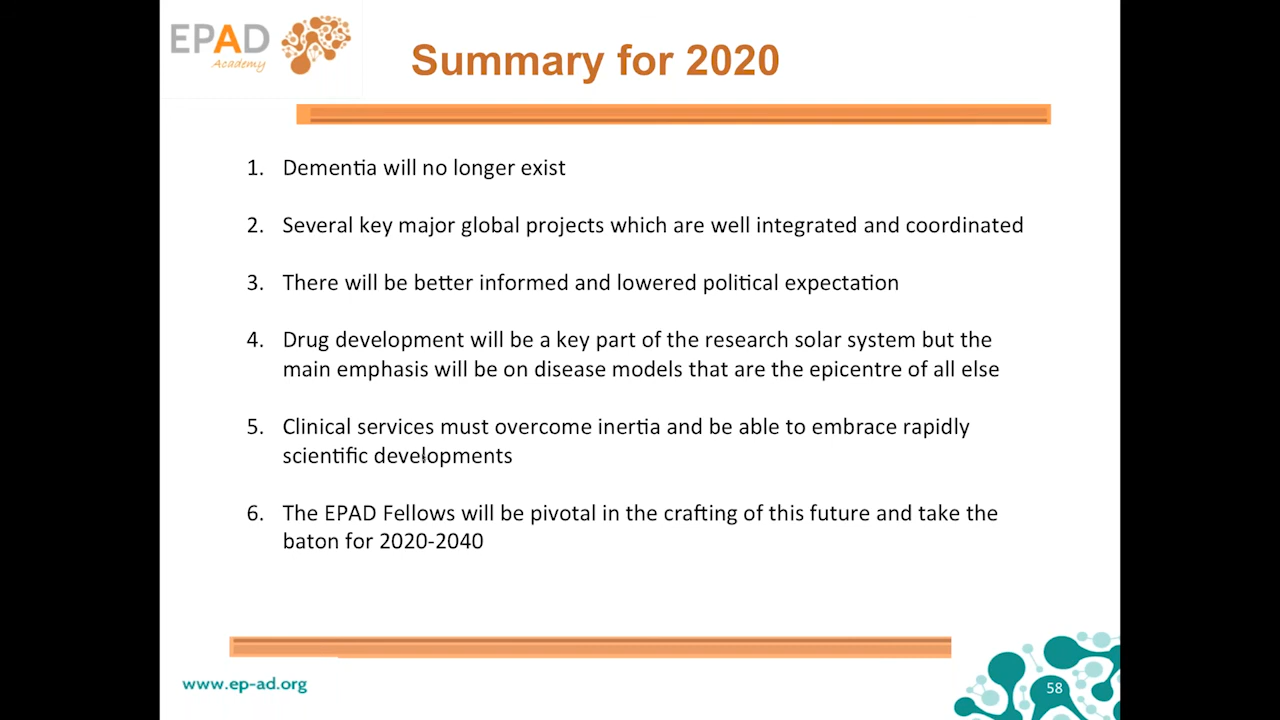 EPAD
Academy
Summary for 2020
1. Dementia will no longer exist
2. Several key major global projects which are well integrated and coordinated
3. There will be better informed and lowered political expectation
4. Drug development will be a key part of the research solar system but the
main emphasis will be on disease models that are the epicentre of all else
5. Clinical services must overcome inertia and be able to embrace rapidly
scientific developments
6. The EPAD Fellows will be pivotal in the crafting of this future and take the
baton for 2020-2040
www.ep-ad.org
58